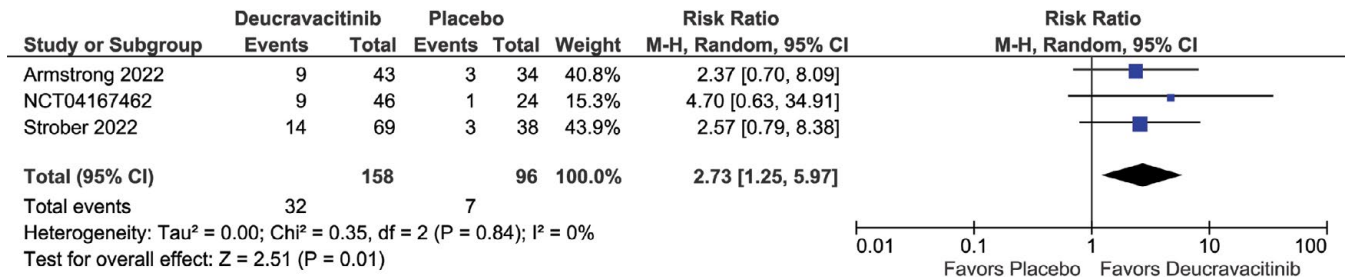 Deucravacitinib Placebo Risk Ratio Risk Ratio
Study or Subgroup Events Total Events Total Weight M-H, Random, 95% CI M-H, Random, 95% CI
Armstrong 2022 9 43 3 34 40.8% 2.37 [0.70, 8.09]
NCT04167462 9 46 1 24 15.3% 4.70 [0.63, 34.91]
Strober 2022 14 69 3 38 43.9% 2.57 [0.79, 8.38]
Total (95% CI) 158 96 100.0% 2.73 [1.25, 5.97]
Total events 32 7
Heterogeneity: Tau² = 0.00; Chi² = 0.35, df = 2 (P = 0.84); I² = 0%
Test for overall effect: Z = 2.51 (P = 0.01)
0.01 0.1 1 10 100
Favors Placebo Favors Deucravacitinib